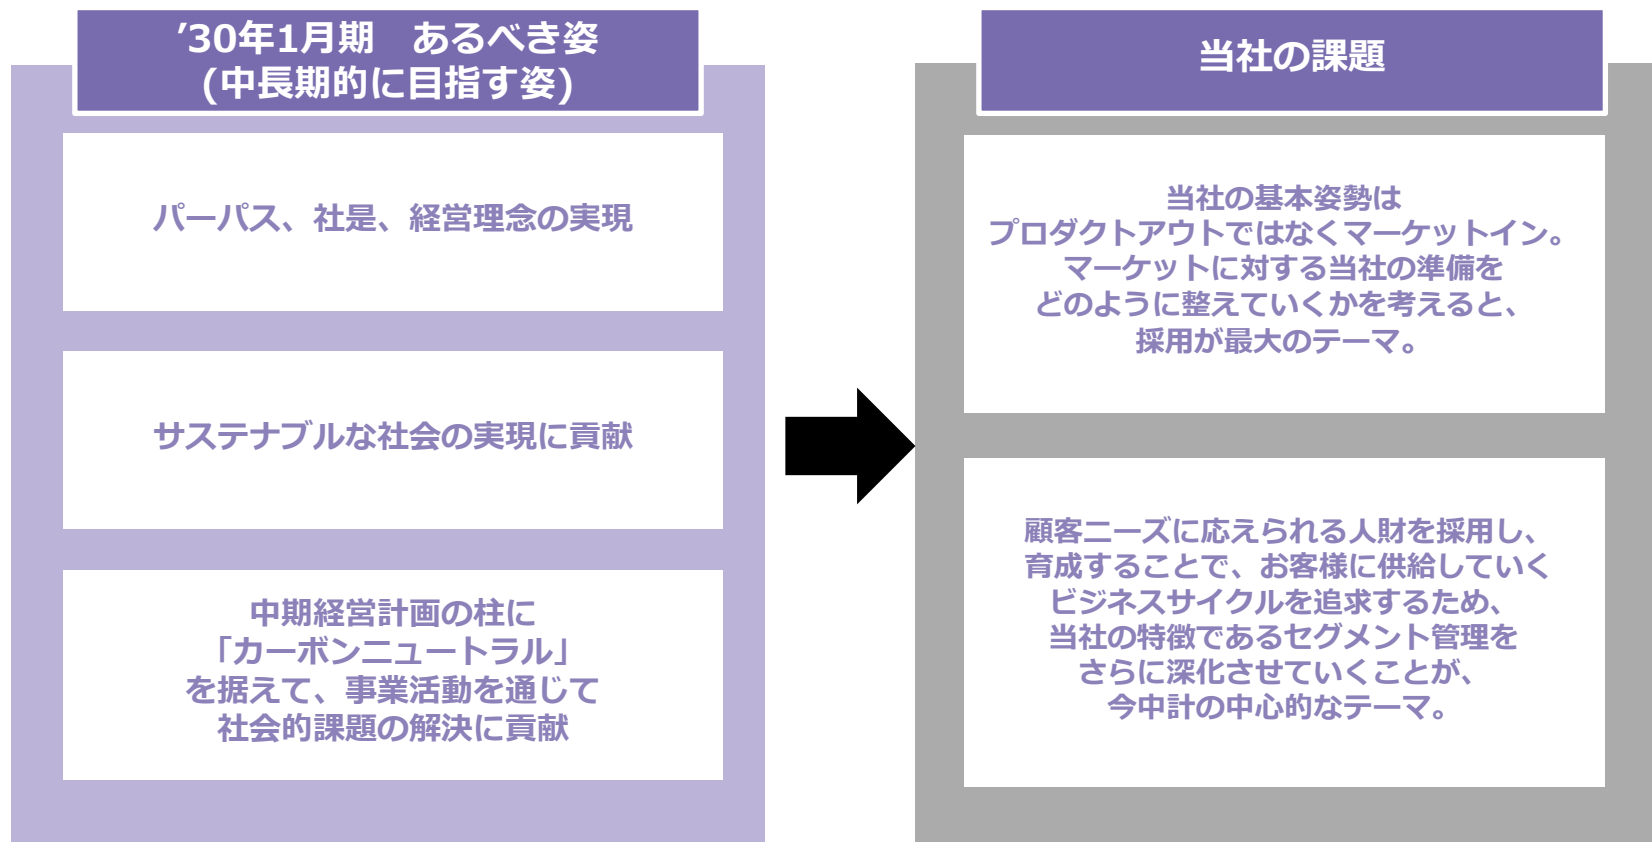 ’30年1月期　あるべき姿
(中長期的に目指す姿)
パーパス、社是、経営理念の実現
サステナブルな社会の実現に貢献
中期経営計画の柱に
「カーボンニュートラル」
を据えて、事業活動を通じて
社会的課題の解決に貢献
当社の課題
当社の基本姿勢は
プロダクトアウトではなくマーケットイン。
マーケットに対する当社の準備を
どのように整えていくかを考えると、
採用が最大のテーマ。
顧客ニーズに応えられる人財を採用し、
育成することで、お客様に供給していく
ビジネスサイクルを追求するため、
当社の特徴であるセグメント管理を
さらに深化させていくことが、
今中計の中心的なテーマ。